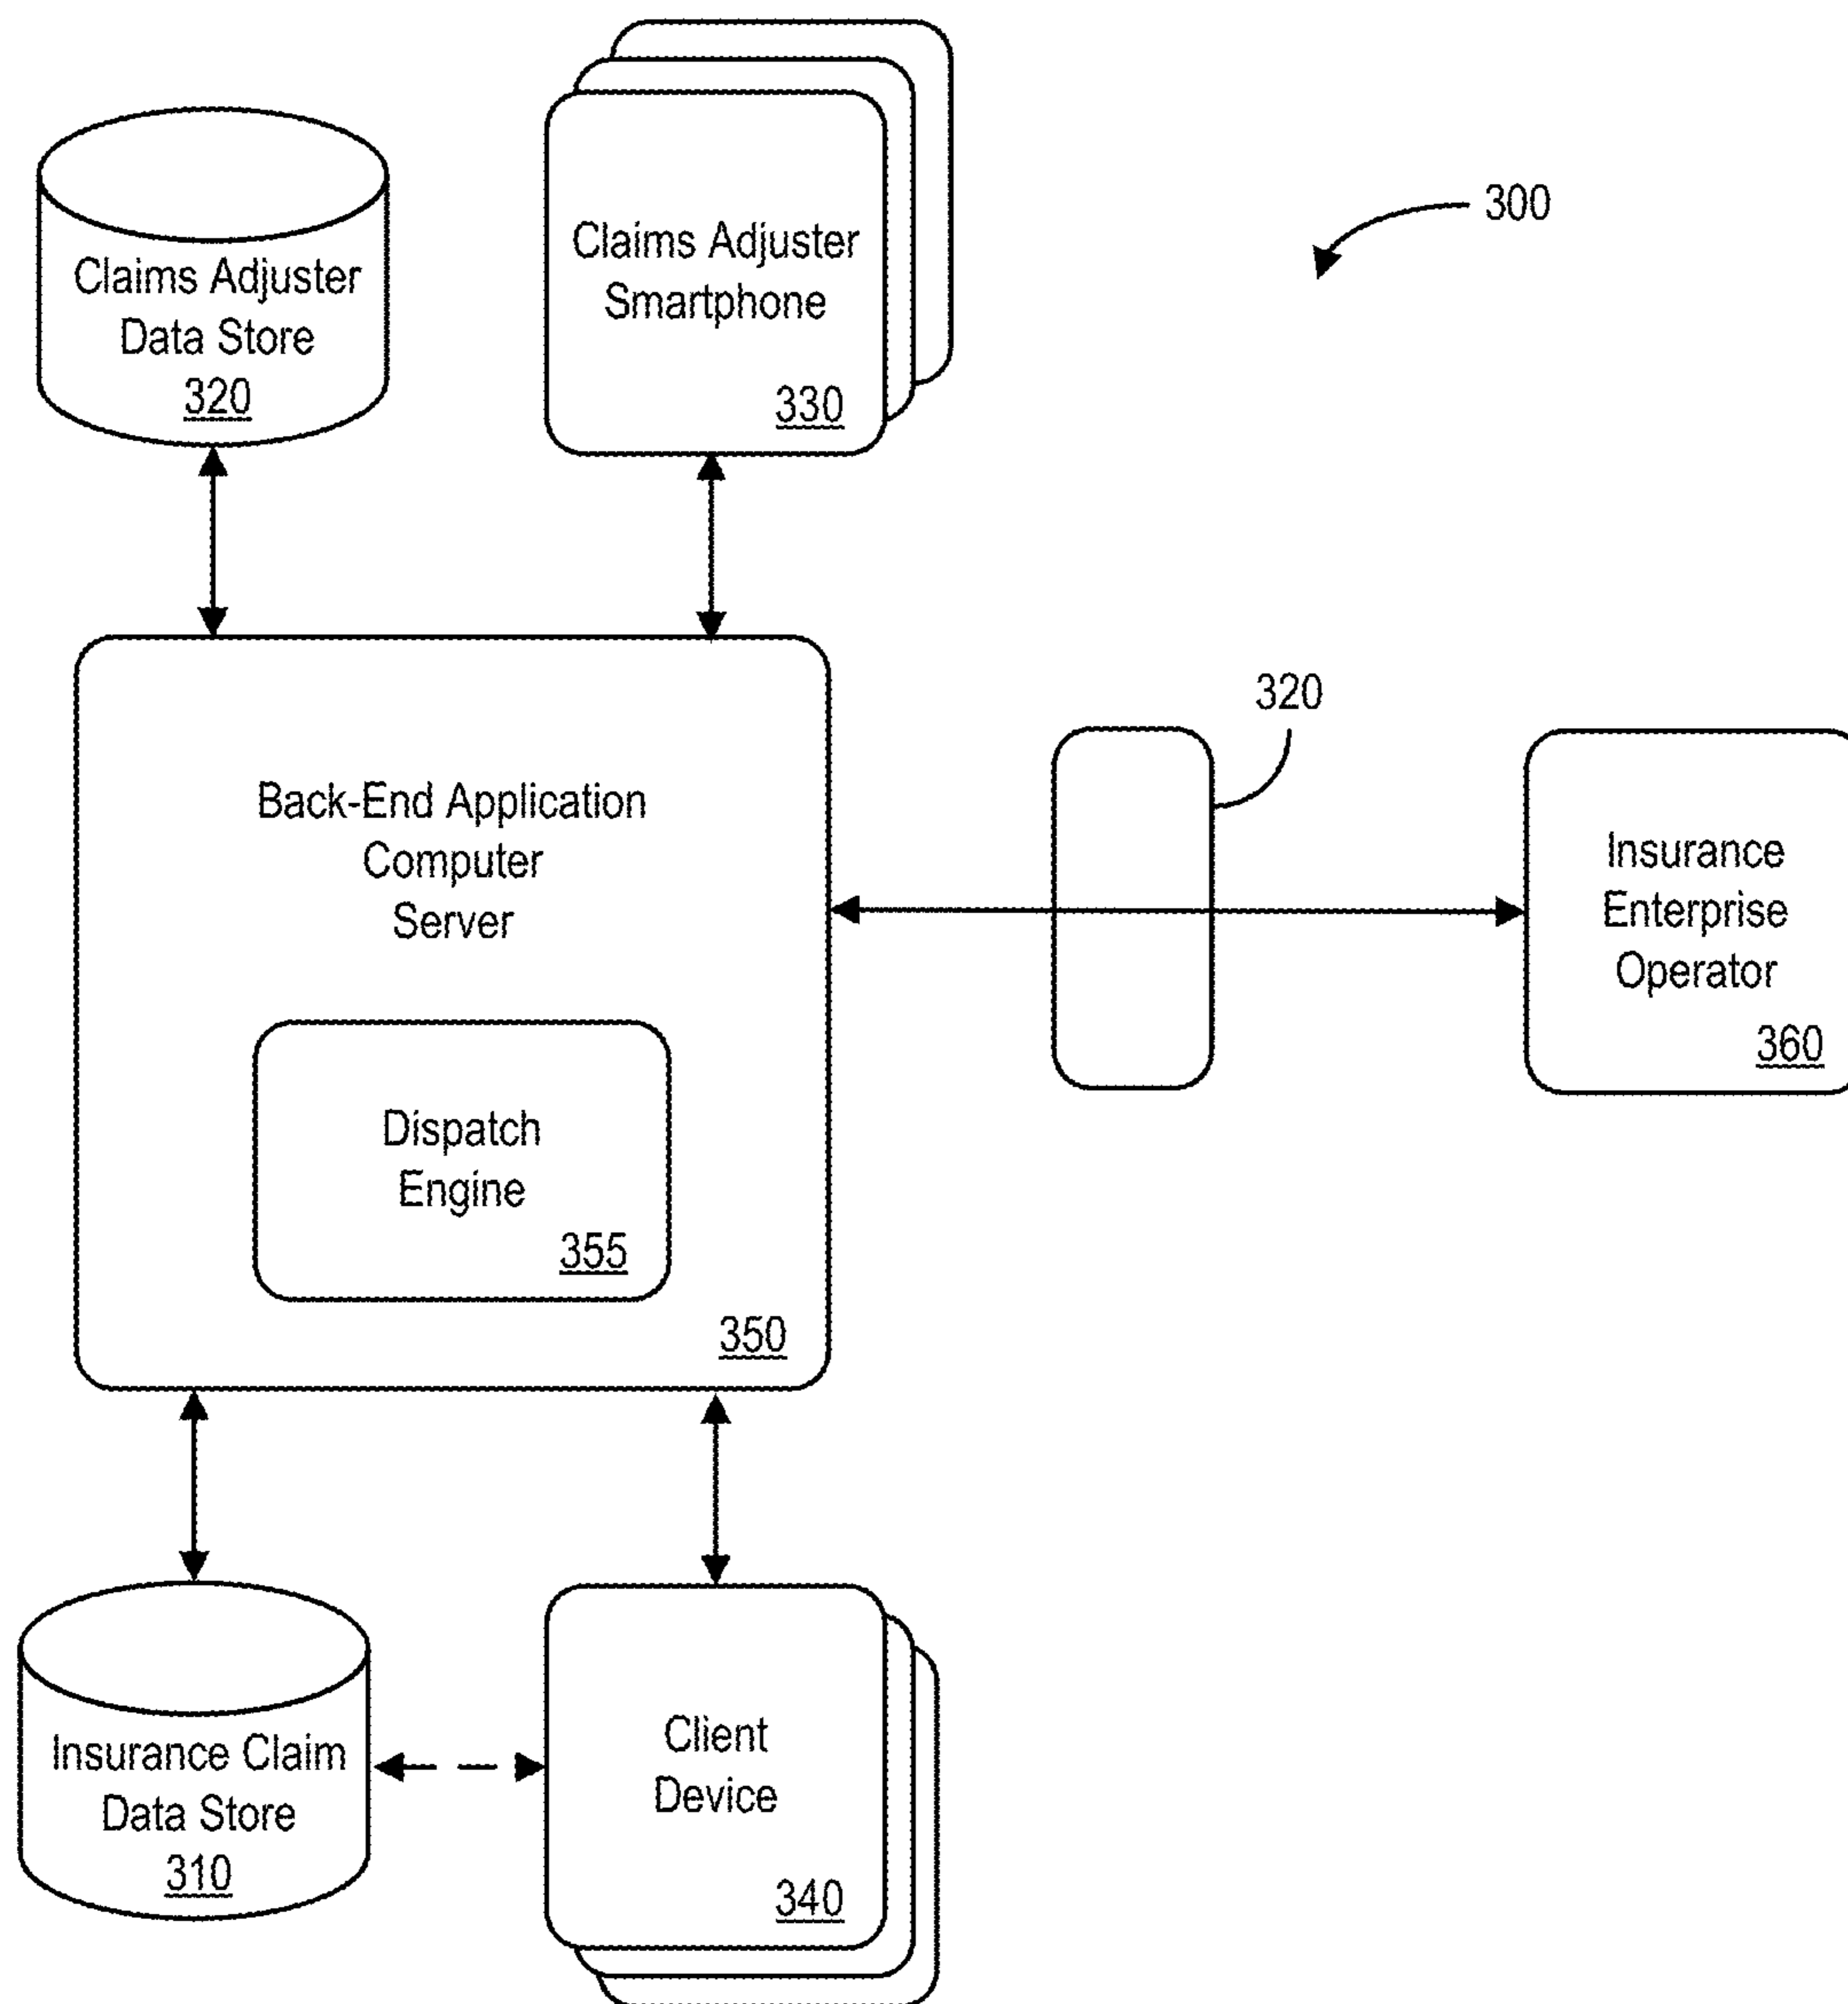 Claims Adjuster
Data Store
320
Claims Adjuster
Smartphone
330
300
Back-End Application
Computer
Server
320
Insurance
Enterprise
Operator
360
Dispatch
Engine
355
350
Insurance Claim
Data Store
310
Client
Device
340